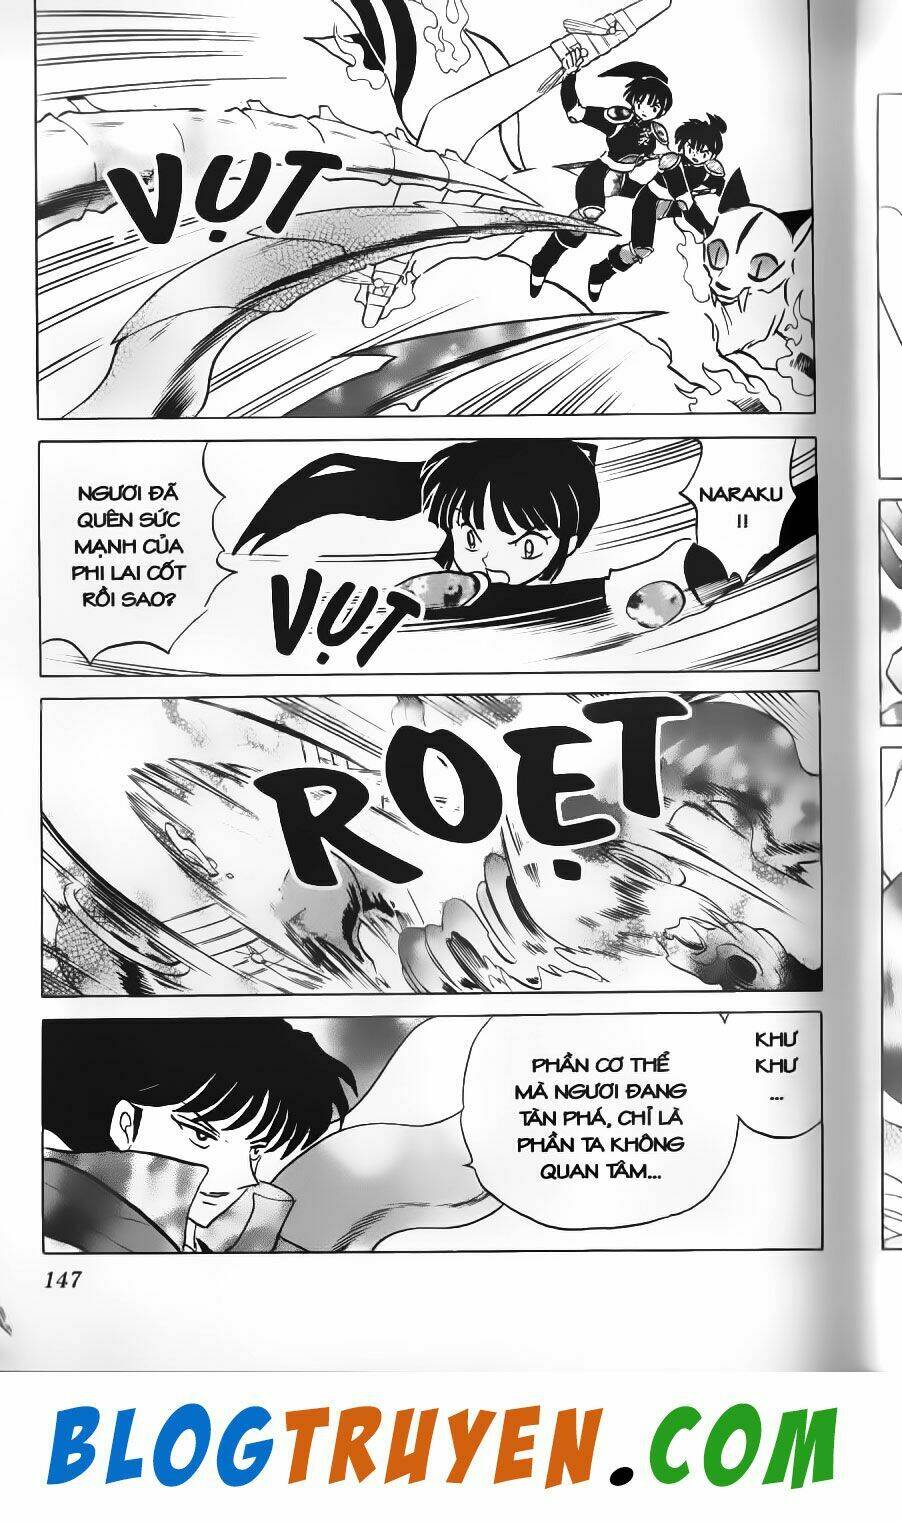 VỤT
NARAKU
!!
NGƯƠI ĐÃ
QUÊN SỨC
MẠNH CỦA
PHI LAI CỐT
RỒI SAO?
VỤT
ROẸT
KHƯ
KHƯ
...
PHẦN CƠ THỂ
MÀ NGƯƠI ĐANG
TÀN PHÁ, CHỈ LÀ
PHẦN TA KHÔNG
QUAN TÂM...
147
BLOGTRUYEN.COM